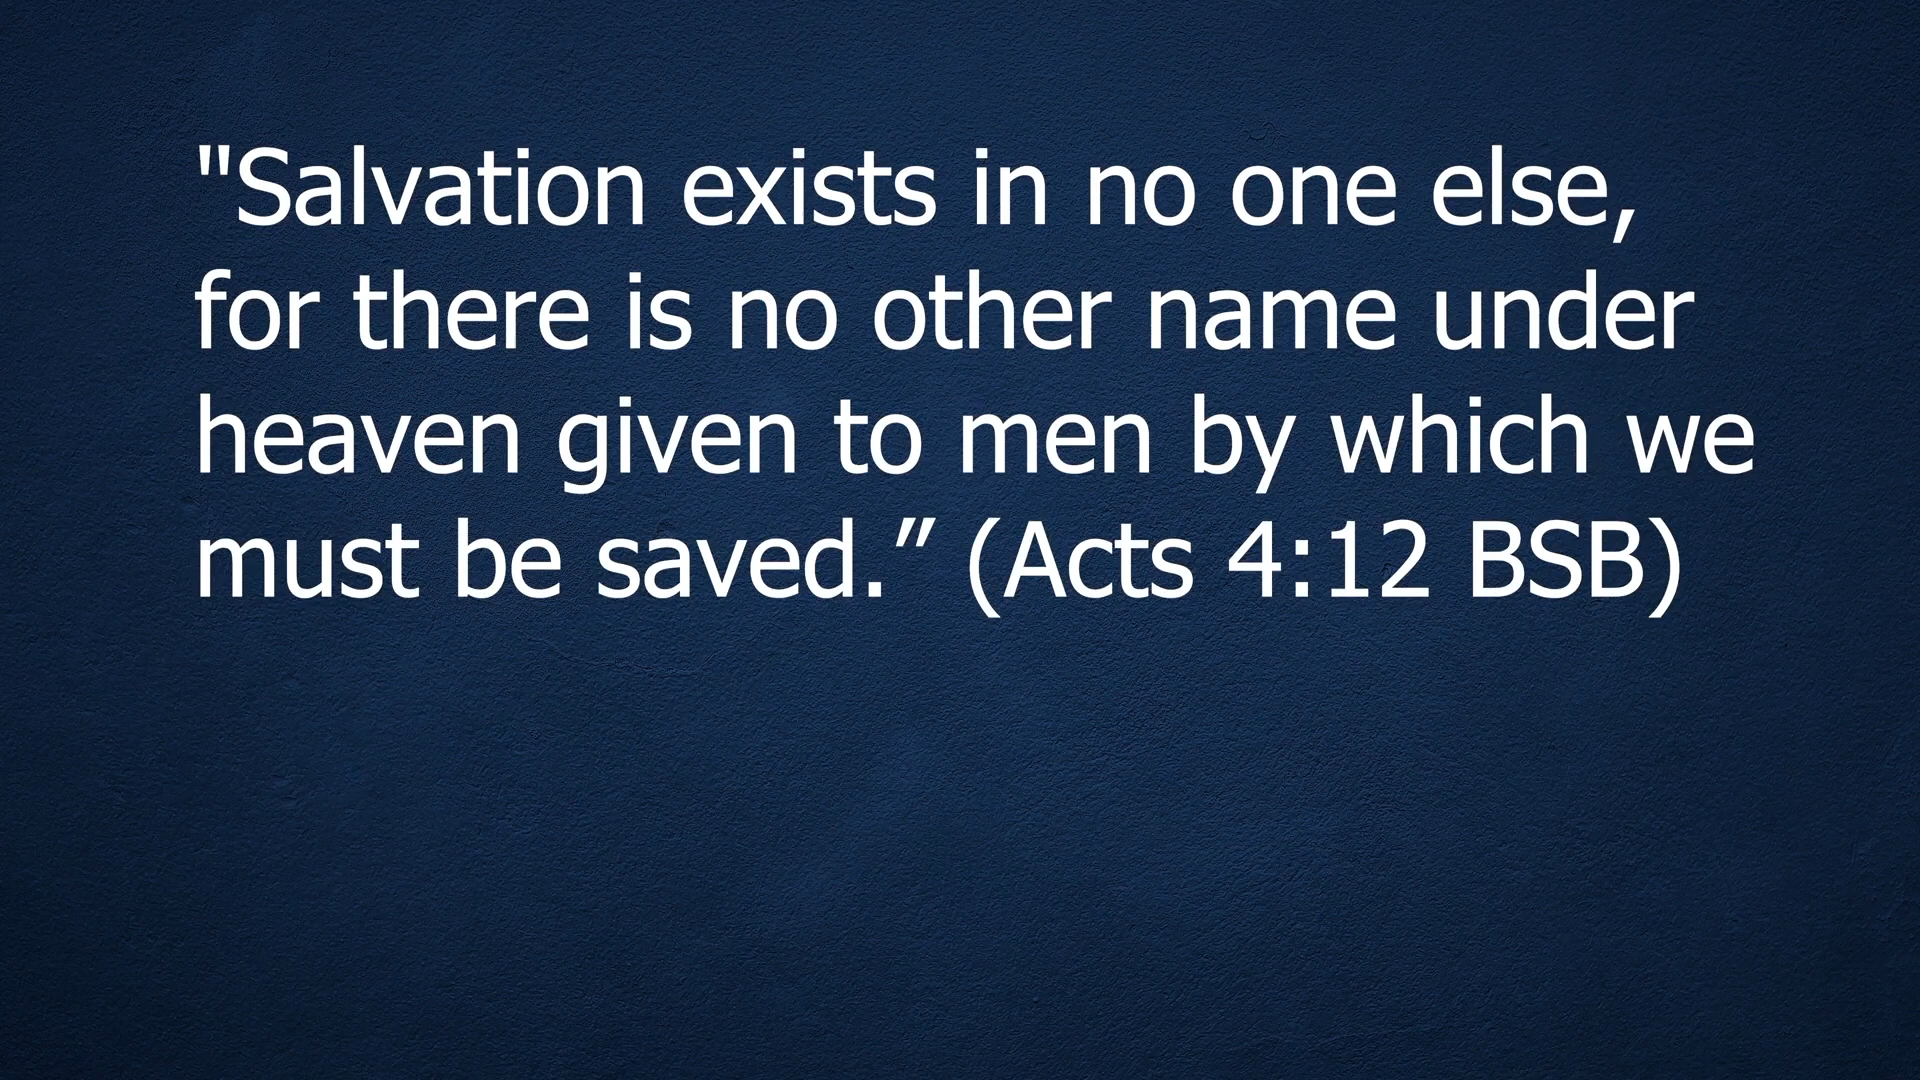 "Salvation exists in no one else,
for there is no other name under
heaven given to men by which we
must be saved.” (Acts 4:12 BSB)